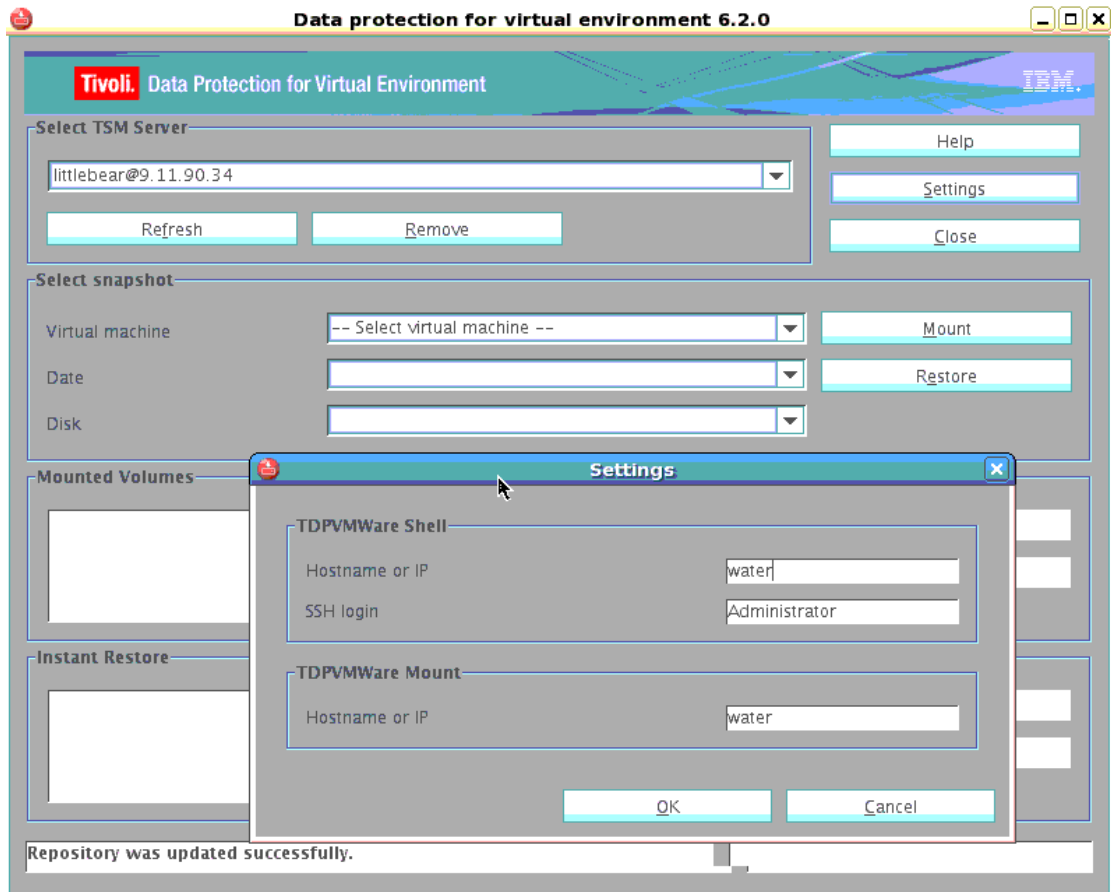 Data protection for virtual environment 6.2.0
Tivoli. Data Protection for Virtual Environment
IBM.
Select TSM Server
littlebear@9.11.90.34
Refresh
Remove
Help
Settings
Close
Select snapshot
Virtual machine
-- Select virtual machine --
Mount
Date
Restore
Disk
Mounted Volumes
Instant Restore
Settings
TDPVMWare Shell
Hostname or IP
water
SSH login
Administrator
TDPVMWare Mount
Hostname or IP
water
OK
Cancel
Repository was updated successfully.